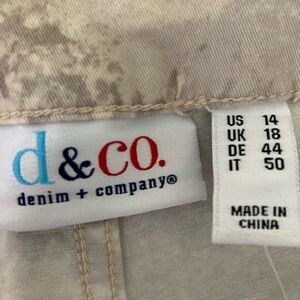 d & co.
denim + company®
US 14
UK 18
DE 44
IT 50
MADE IN
CHINA